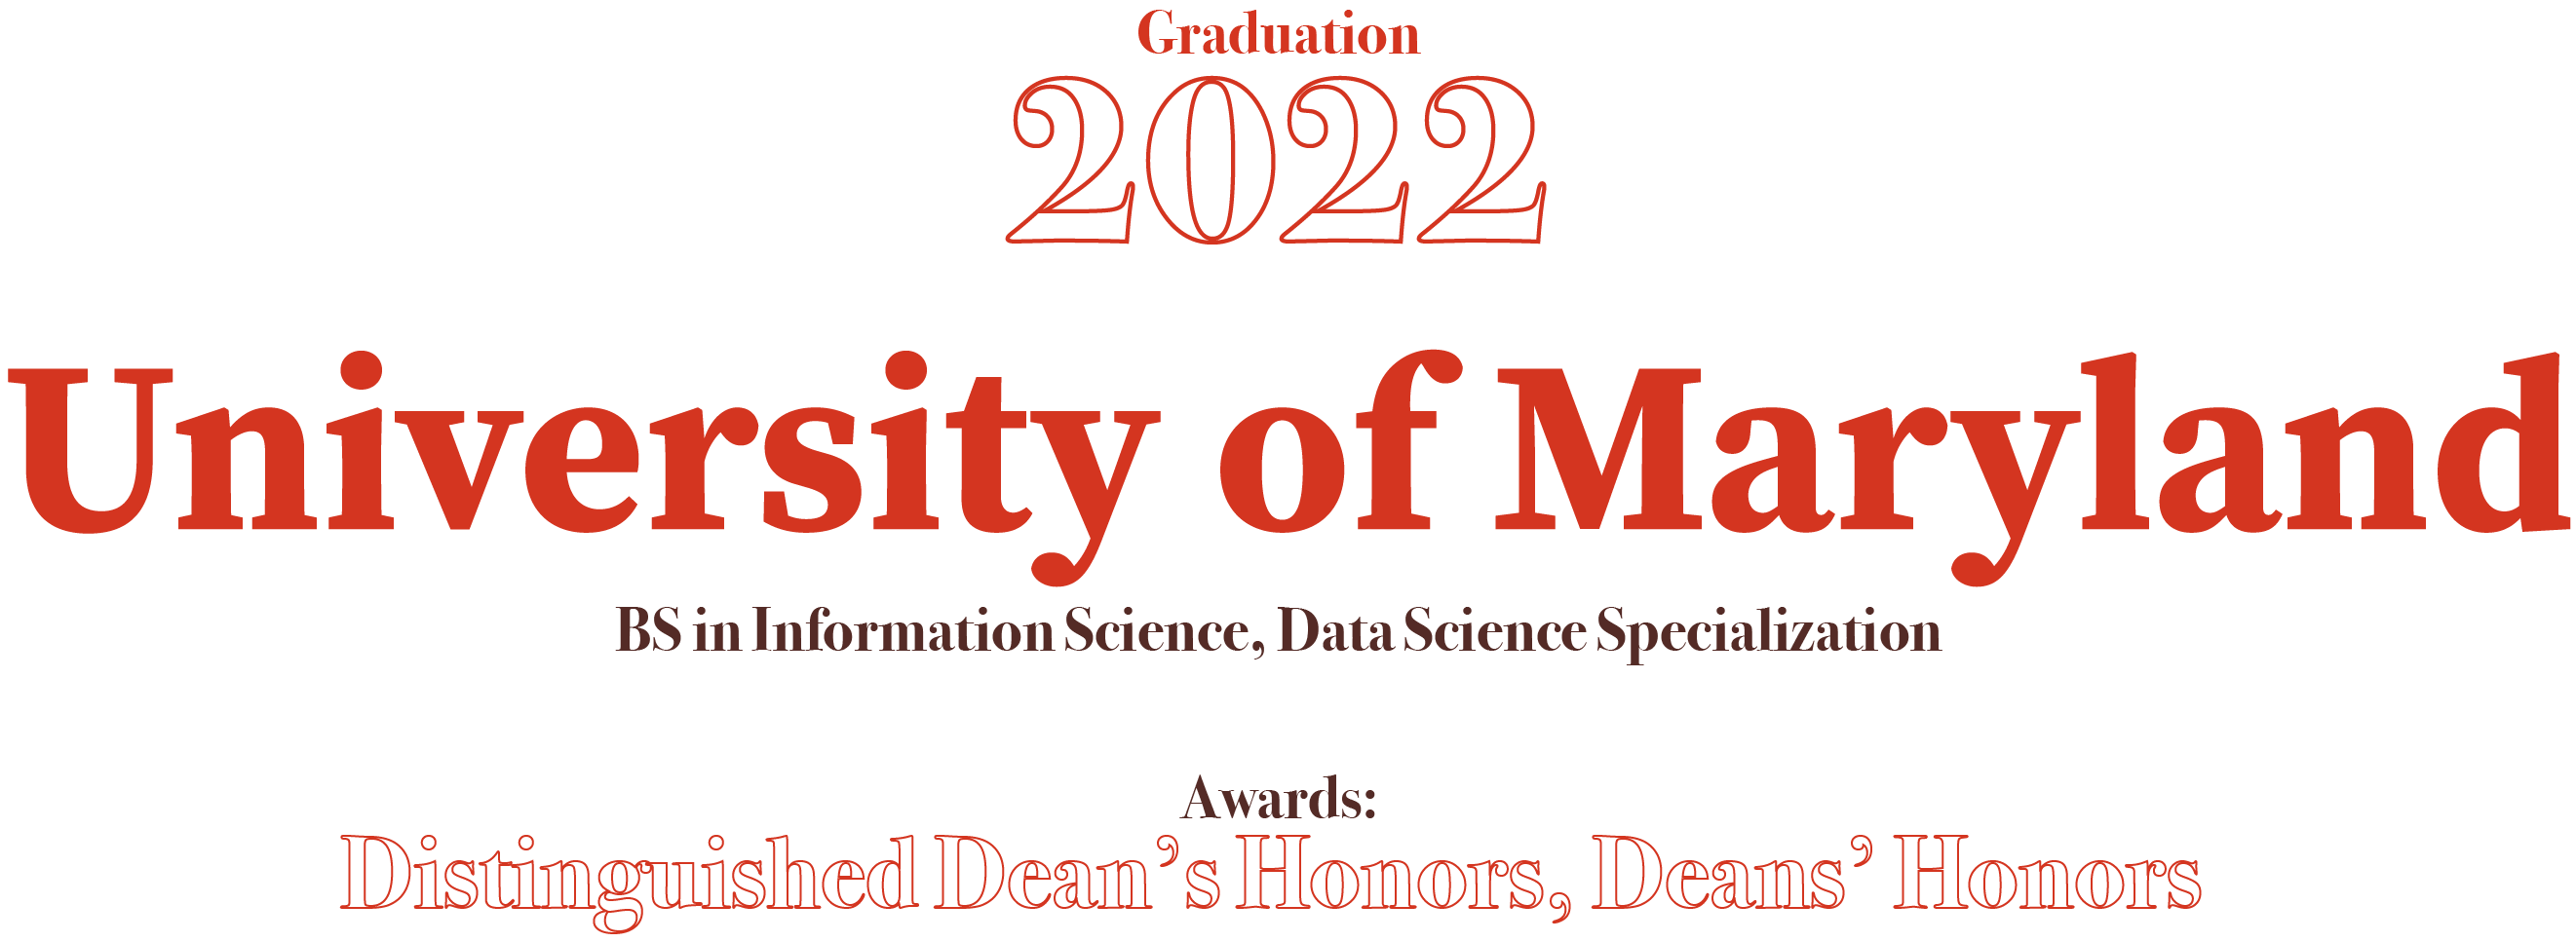 Graduation
2022
University of Maryland
BS in Information Science, Data Science Specialization
Awards:
Distinguished Dean’s Honors, Deans’ Honors